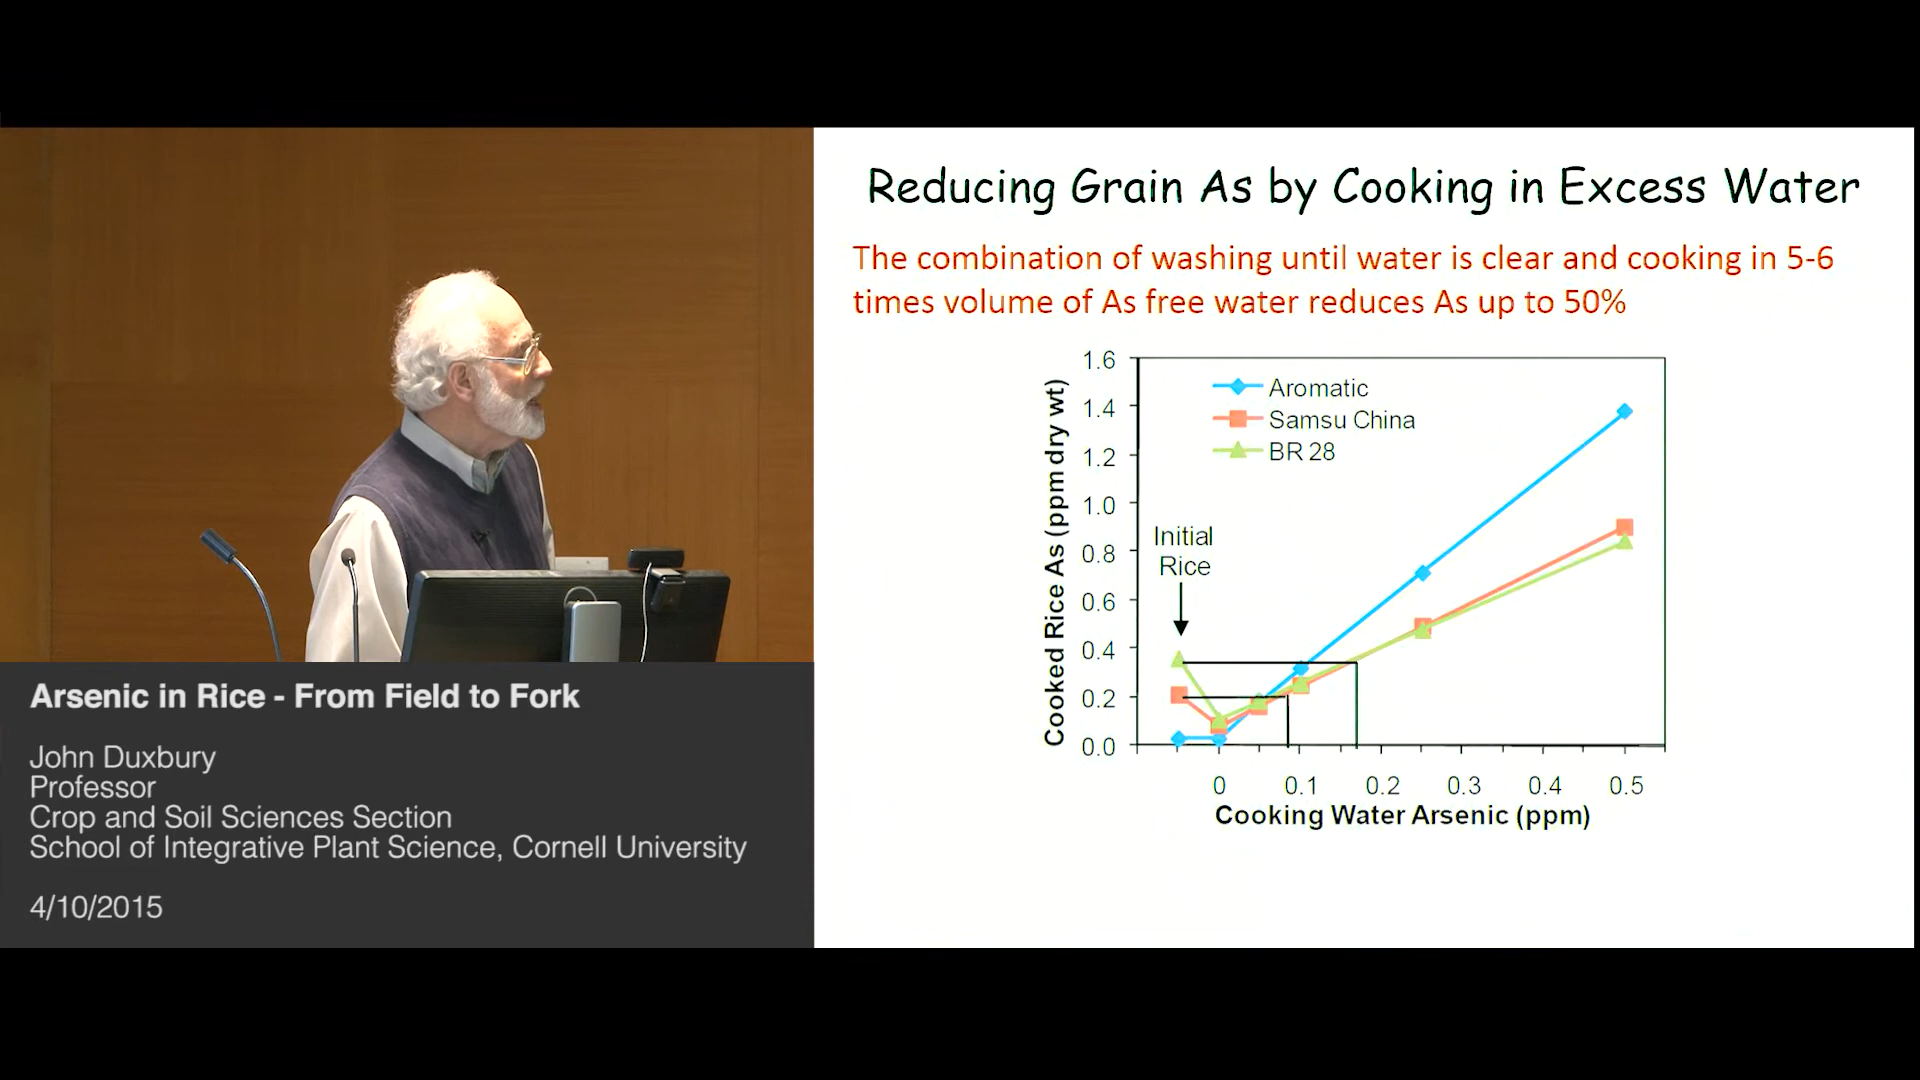 Reducing Grain As by Cooking in Excess Water
The combination of washing until water is clear and cooking in 5-6
times volume of As free water reduces As up to 50%
Cooked Rice As (ppm dry wt)
1.6
1.4
1.2
1.0
0.8
0.6
0.4
0.2
0.0
Aromatic
Samsu China
BR 28
Initial
Rice
0 0.1 0.2 0.3 0.4 0.5
Cooking Water Arsenic (ppm)
Arsenic in Rice - From Field to Fork
John Duxbury
Professor
Crop and Soil Sciences Section
School of Integrative Plant Science, Cornell University
4/10/2015